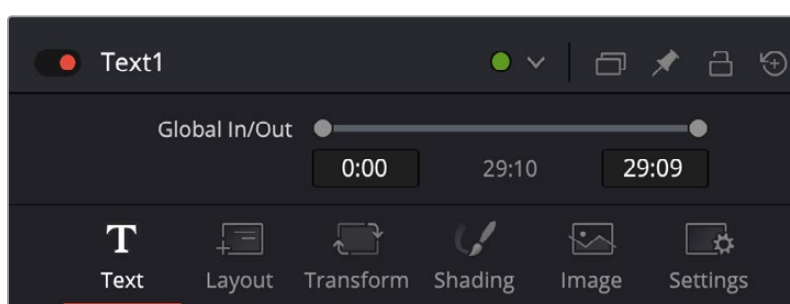 Text1
Global In/Out
0:00 29:10 29:09
Text Layout Transform Shading Image Settings